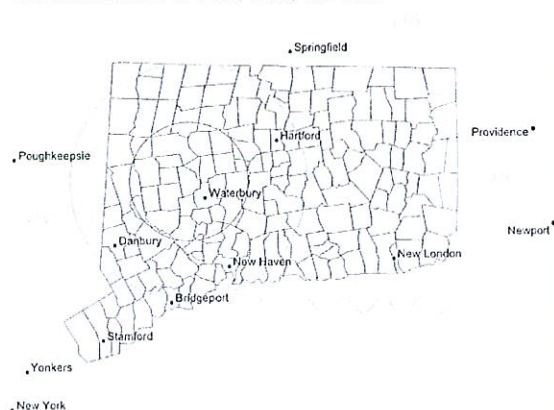 Springfield
Hartford
Providence
Poughkeepsie
Waterbury
Newport
Danbury
New Haven
New London
Bridgeport
Stamford
Yonkers
New York